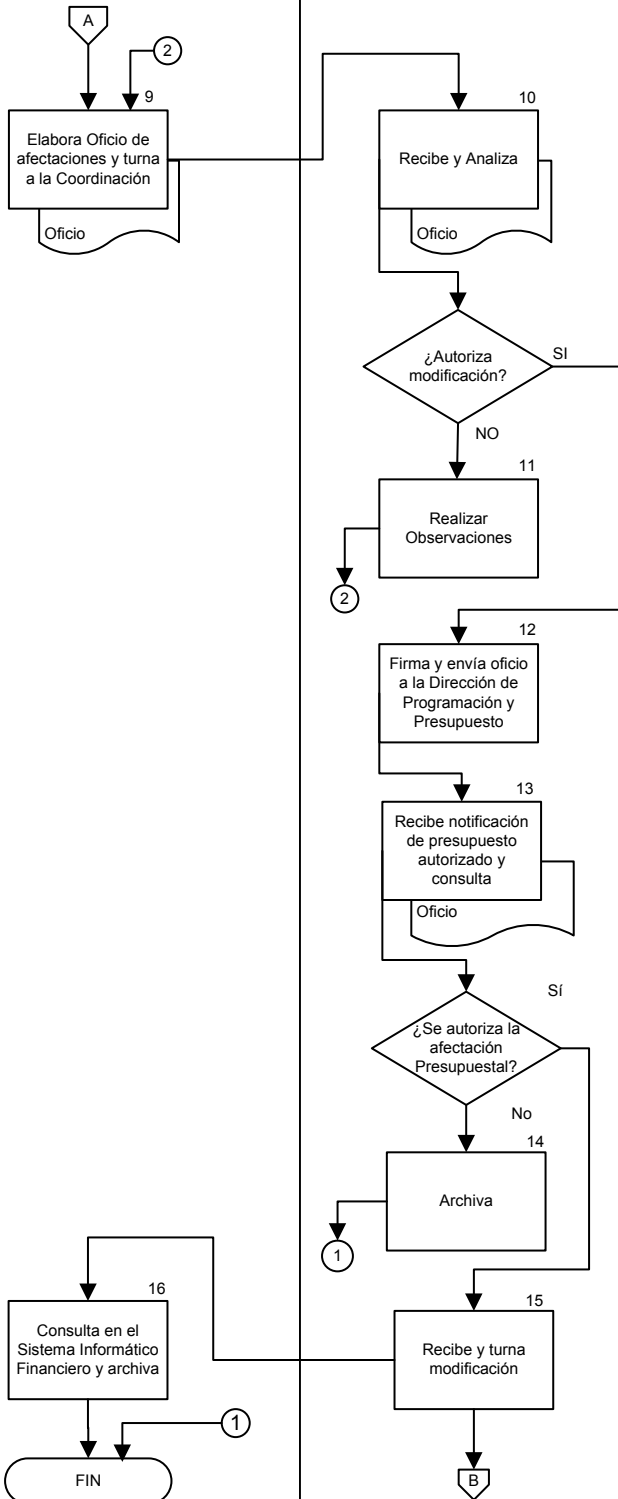 A
2
9
Elabora Oficio de
afectaciones y turna
a la Coordinación
Oficio
10
Recibe y Analiza
Oficio
¿Autoriza
modificación?
SI
NO
11
Realizar
Observaciones
2
12
Firma y envía oficio
a la Dirección de
Programación y
Presupuesto
13
Recibe notificación
de presupuesto
autorizado y
consulta
Oficio
Sí
¿Se autoriza la
afectación
Presupuestal?
No
14
Archiva
1
16
Consulta en el
Sistema Informático
Financiero y archiva
15
Recibe y turna
modificación
1
FIN
B